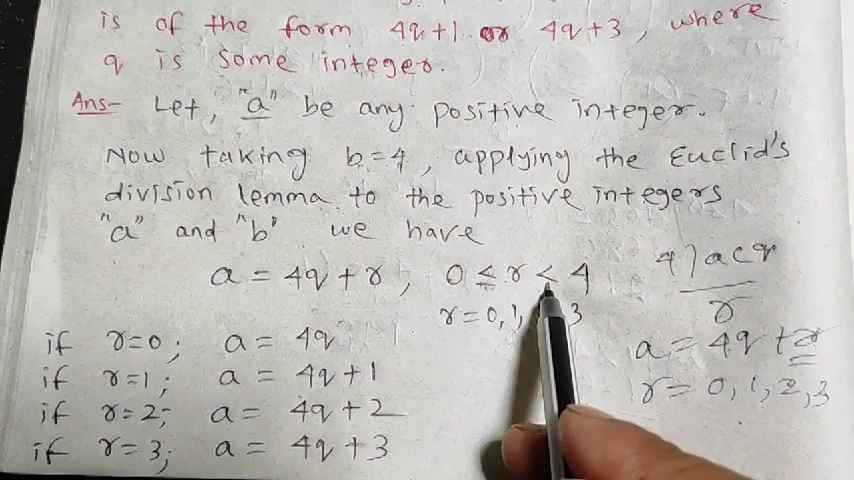 is of the form 4q+1 or 4q+3, where
q is some integer.
Ans- Let, "a" be any positive integer.
Now taking b=4, applying the Euclid's
division lemma to the positive integers
"a" and "b" we have
a = 4q + r, 0 ≤ r < 4
r = 0, 1, 3
4)a(q
r
a = 4q + r
r = 0, 1, 2, 3
if r=0; a = 4q
if r=1; a = 4q+1
if r=2; a = 4q+2
if r=3; a = 4q+3